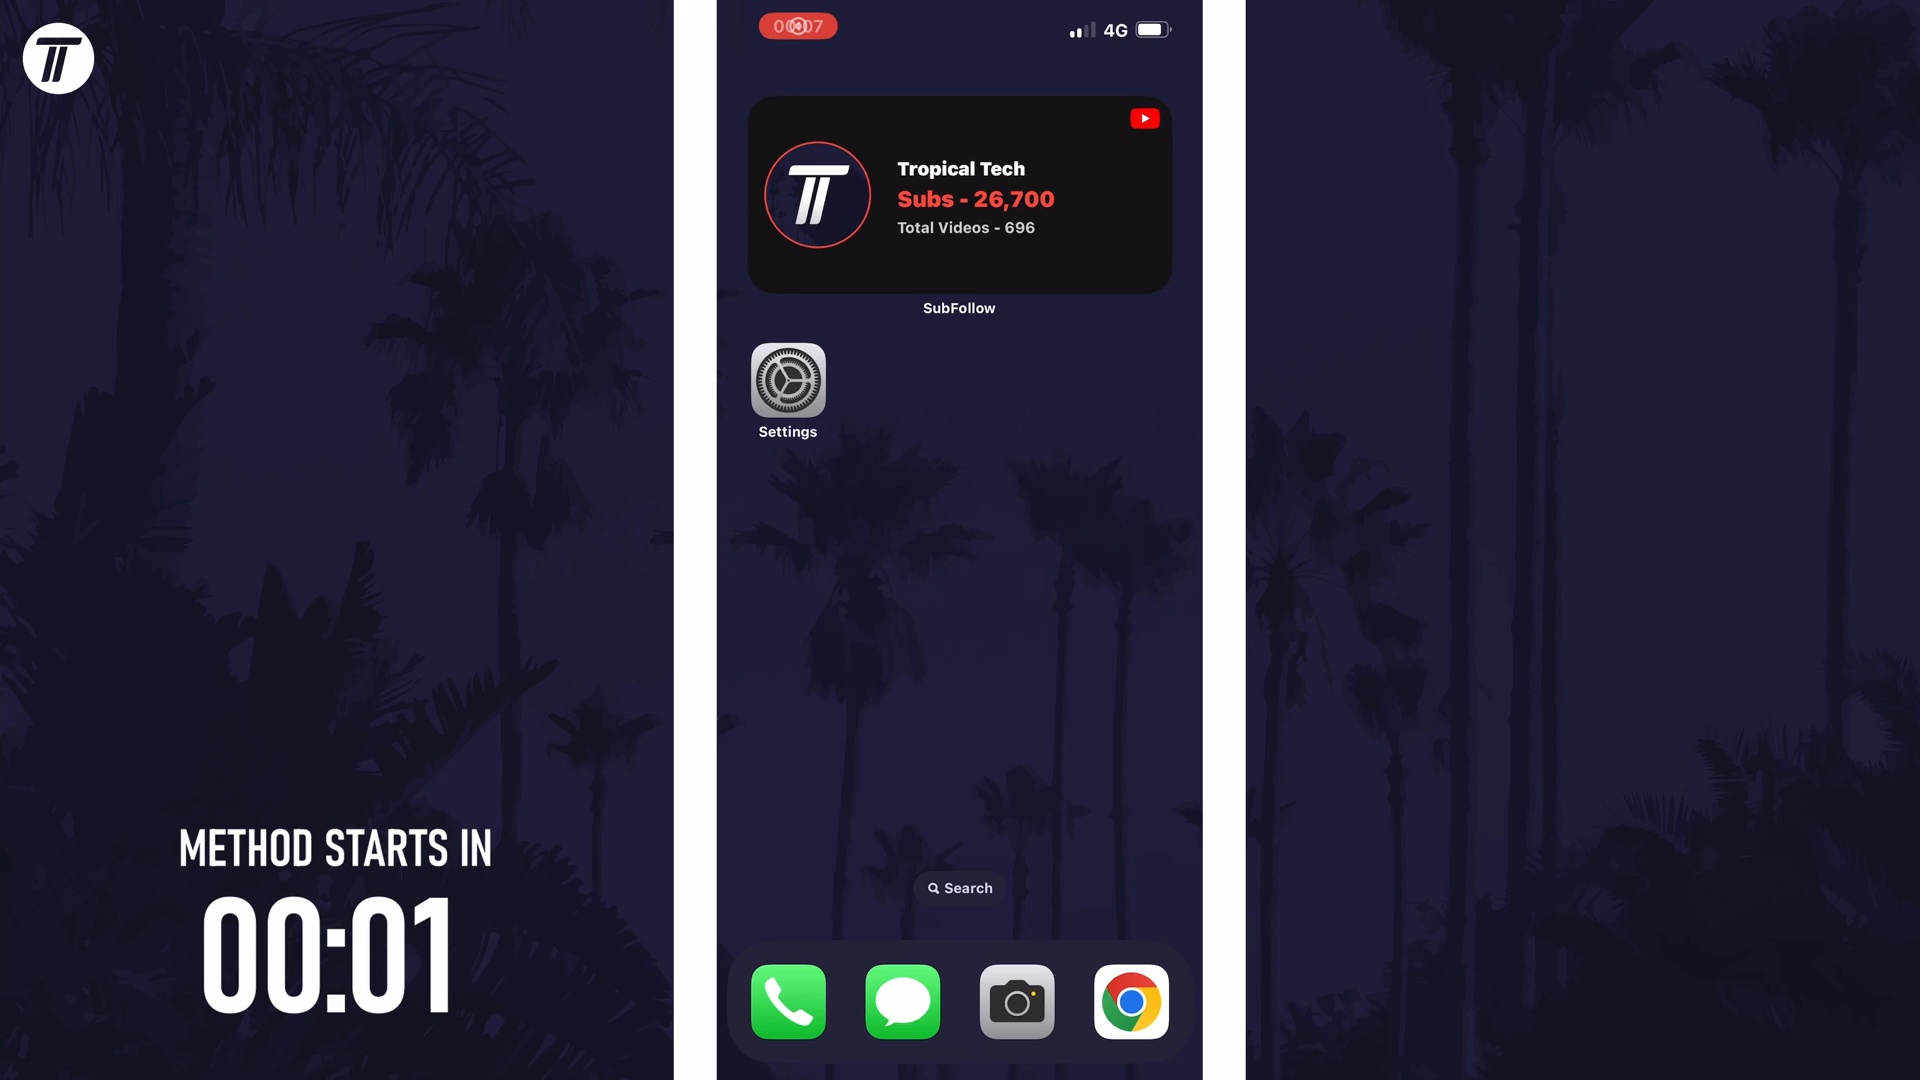 4G
Tropical Tech
Subs - 26,700
Total Videos - 696
SubFollow
Settings
Search
METHOD STARTS IN
00:01